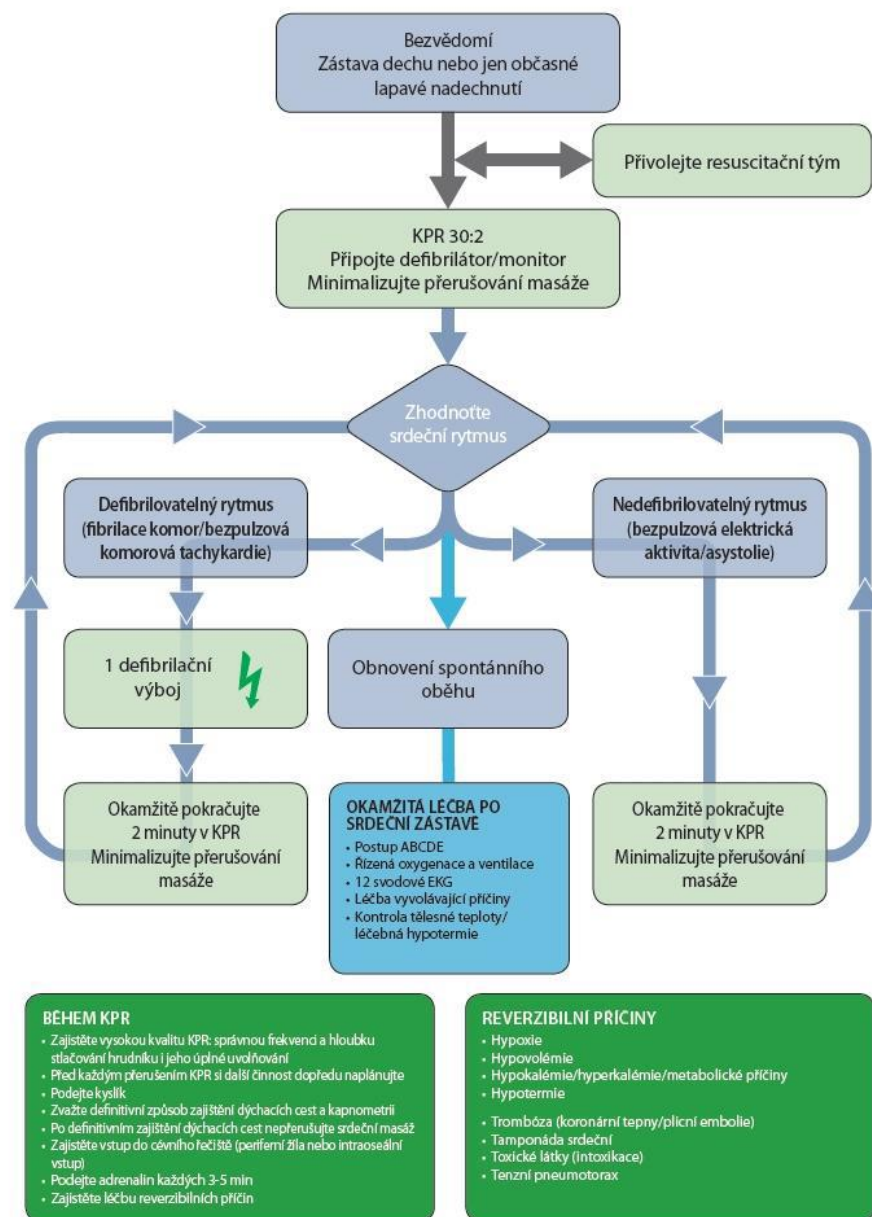 Bezvědomí
Zástava dechu nebo jen občasné
lapavé nadechnutí
Přivolejte resuscitační tým
KPR 30:2
Připojte defibrilátor/monitor
Minimalizujte přerušování masáže
Zhodnoťte
srdeční rytmus
Defibrilovatelný rytmus
(fibrilace komor/bezpulzová
komorová tachykardie)
Nedefibrilovatelný rytmus
(bezpulzová elektrická
aktivita/asystolie)
1 defibrilační
výboj
Obnovení spontánního
oběhu
Okamžitě pokračujte
2 minuty v KPR
Minimalizujte přerušování
masáže
OKAMŽITÁ LÉČBA PO
SRDEČNÍ ZÁSTAVĚ
• Postup ABCDE
• Řízená oxygenace a ventilace
• 12 svodové EKG
• Léčba vyvolávající příčiny
• Kontrola tělesné teploty/
léčebná hypotermie
Okamžitě pokračujte
2 minuty v KPR
Minimalizujte přerušování
masáže
BĚHEM KPR
• Zajistěte vysokou kvalitu KPR: správnou frekvenci a hloubku
stlačování hrudníku i jeho úplné uvolňování
• Před každým přerušením KPR si další činnost dopředu naplánujte
• Podejte kyslík
• Zvažte definitivní způsob zajištění dýchacích cest a kapnometrii
• Po definitivním zajištění dýchacích cest nepřerušujte srdeční masáž
• Zajistěte vstup do cévního řečiště (periferní žíla nebo intraoseální
vstup)
• Podejte adrenalin každých 3-5 min
• Zajistěte léčbu reverzibilních příčin
REVERZIBILNÍ PŘÍČINY
• Hypoxie
• Hypovolémie
• Hypokalémie/hyperkalémie/metabolické příčiny
• Hypotermie
• Trombóza (koronární tepny/plicní embolie)
• Tamponáda srdeční
• Toxické látky (intoxikace)
• Tenzní pneumotorax